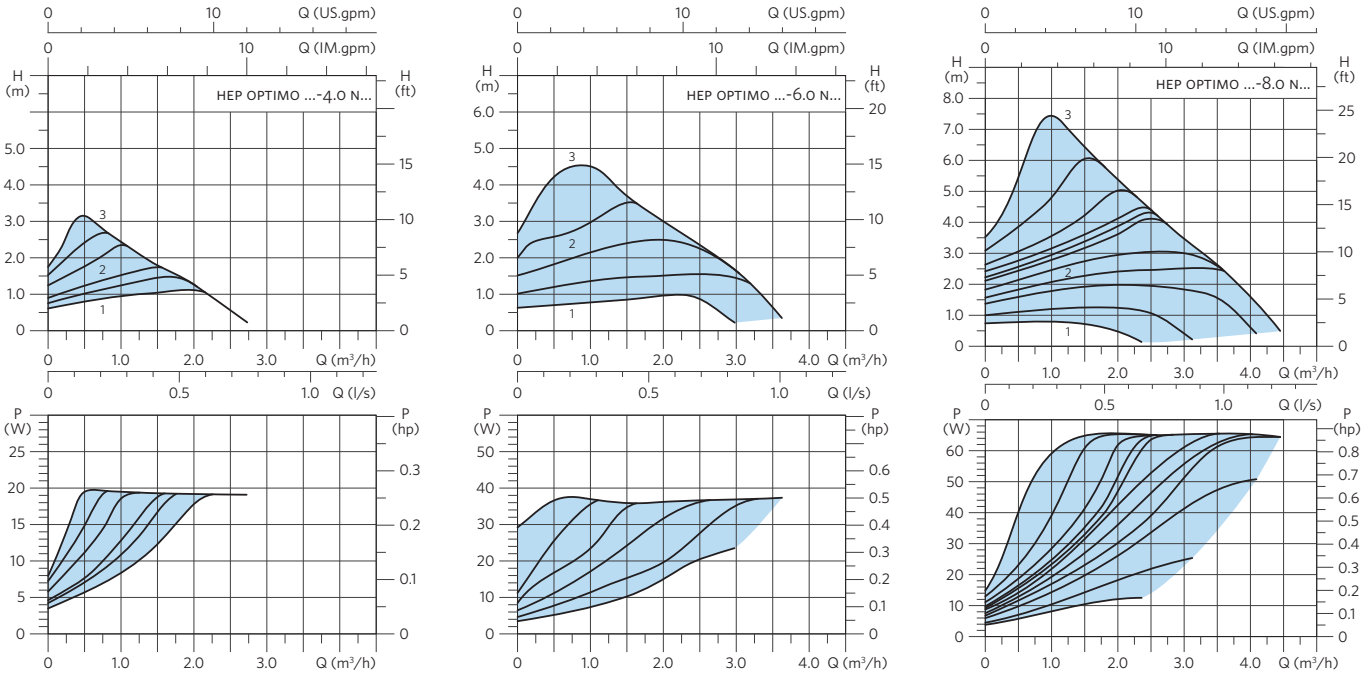 0 10 Q (US.gpm)
0 10 Q (IM.gpm)
H (m)
H (ft)
HEP OPTIMO ...-4.0 N...
5.0
4.0
3.0
2.0
1.0
0
15
10
5
0
3
2
1
0 1.0 2.0 3.0 Q (m³/h)
0 0.5 1.0 Q (l/s)
P (W)
P (hp)
25
20
15
10
5
0
0.3
0.2
0.1
0
0 1.0 2.0 3.0 Q (m³/h)
0 10 Q (US.gpm)
0 10 Q (IM.gpm)
H (m)
H (ft)
HEP OPTIMO ...-6.0 N...
6.0
5.0
4.0
3.0
2.0
1.0
0
20
15
10
5
0
3
2
1
0 1.0 2.0 3.0 4.0 Q (m³/h)
0 0.5 1.0 Q (l/s)
P (W)
P (hp)
50
40
30
20
10
0
0.6
0.5
0.4
0.3
0.2
0.1
0
0 1.0 2.0 3.0 4.0 Q (m³/h)
0 10 Q (US.gpm)
0 10 Q (IM.gpm)
H (m)
H (ft)
HEP OPTIMO ...-8.0 N...
8.0
7.0
6.0
5.0
4.0
3.0
2.0
1.0
0
25
20
15
10
5
0
3
2
1
0 1.0 2.0 3.0 4.0 Q (m³/h)
0 0.5 1.0 Q (l/s)
P (W)
P (hp)
60
50
40
30
20
10
0
0.8
0.7
0.6
0.5
0.4
0.3
0.2
0.1
0
0 1.0 2.0 3.0 4.0 Q (m³/h)